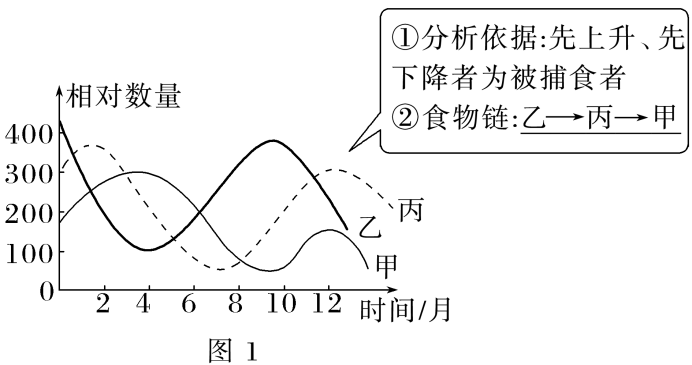 ①分析依据:先上升、先
下降者为被捕食者
②食物链:乙→丙→甲
相对数量
400
300
200
100
0
2 4 6 8 10 12
时间/月
丙
乙
甲
图 1